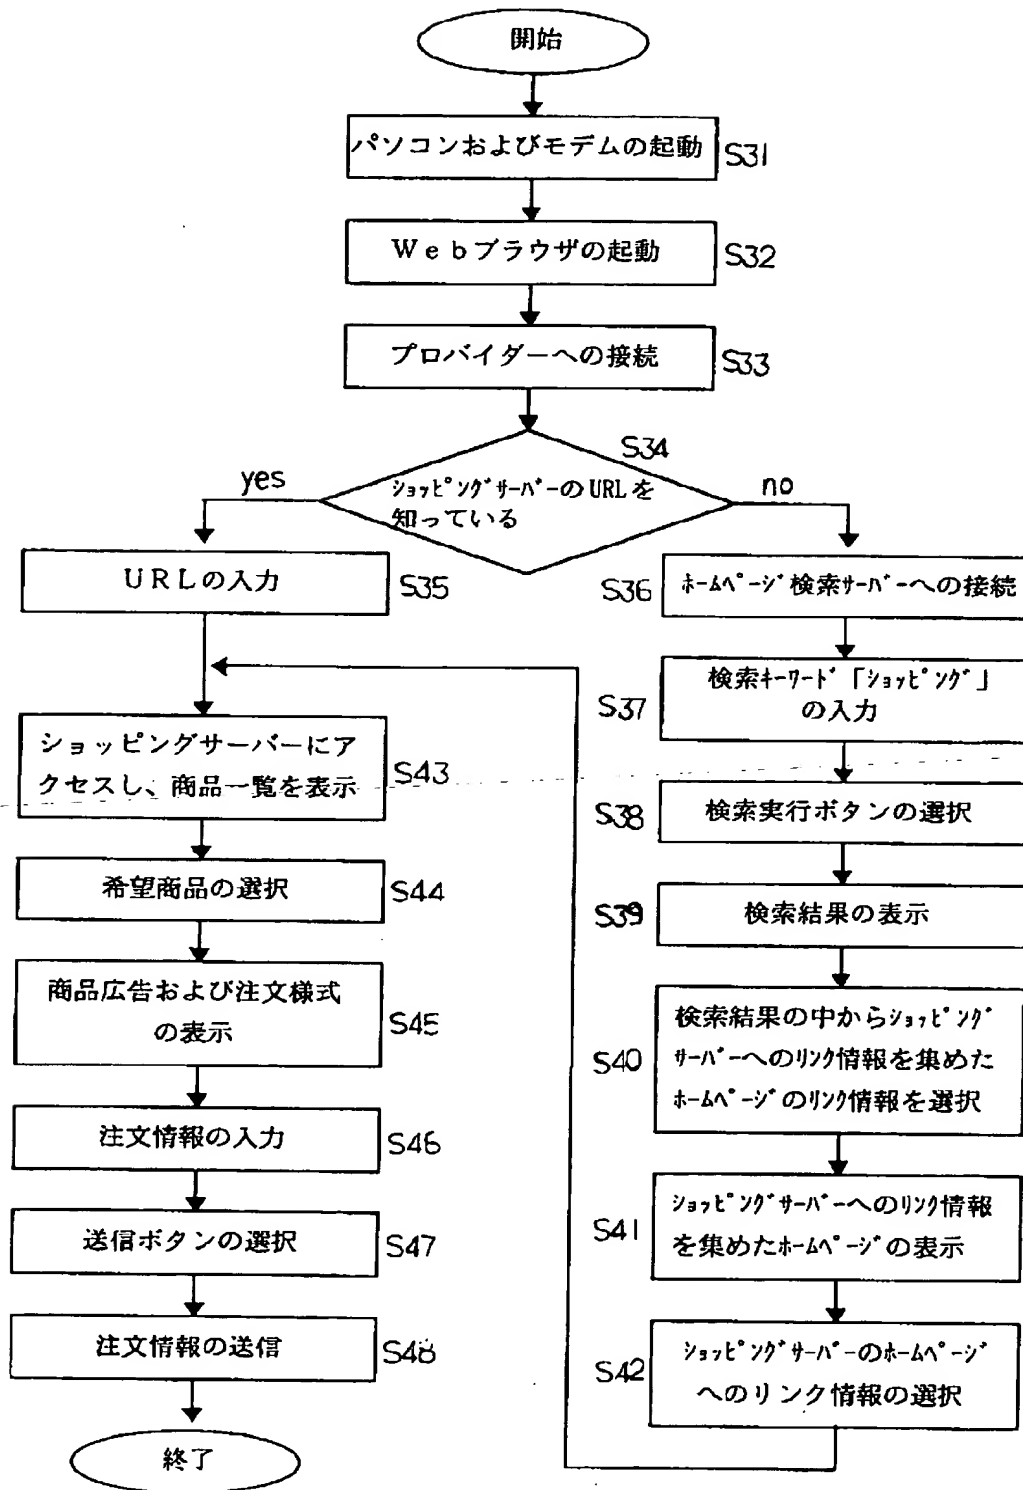 開始
パソコンおよびモデムの起動
S31
Webブラウザの起動
S32
プロバイダーへの接続
S33
S34
ショッピングサーバーのURLを
知っている
yes
no
URLの入力
S35
S36
ホームページ検索サーバーへの接続
S37
検索キーワード「ショッピング」
の入力
S38
検索実行ボタンの選択
S39
検索結果の表示
S40
検索結果の中からショッピング
サーバーへのリンク情報を集めた
ホームページのリンク情報を選択
S41
ショッピングサーバーへのリンク情報
を集めたホームページの表示
S42
ショッピングサーバーのホームページ
へのリンク情報の選択
ショッピングサーバーにア
クセスし、商品一覧を表示
S43
希望商品の選択
S44
商品広告および注文様式
の表示
S45
注文情報の入力
S46
送信ボタンの選択
S47
注文情報の送信
S48
終了